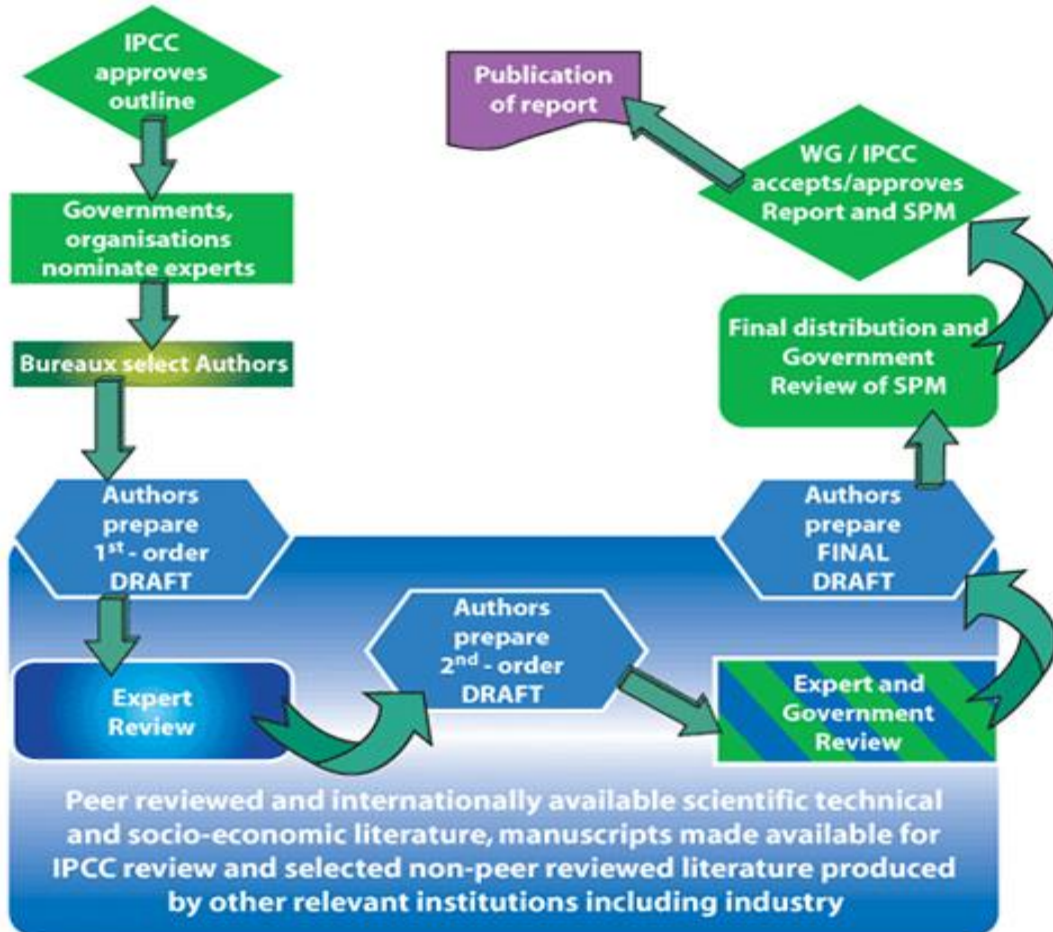 IPCC
approves
outline
Governments,
organisations
nominate experts
Bureaux select Authors
Authors
prepare
1st - order
DRAFT
Expert
Review
Authors
prepare
2nd - order
DRAFT
Expert and
Government
Review
Authors
prepare
FINAL
DRAFT
Final distribution and
Government
Review of SPM
WG / IPCC
accepts/approves
Report and SPM
Publication
of report
Peer reviewed and internationally available scientific technical
and socio-economic literature, manuscripts made available for
IPCC review and selected non-peer reviewed literature produced
by other relevant institutions including industry